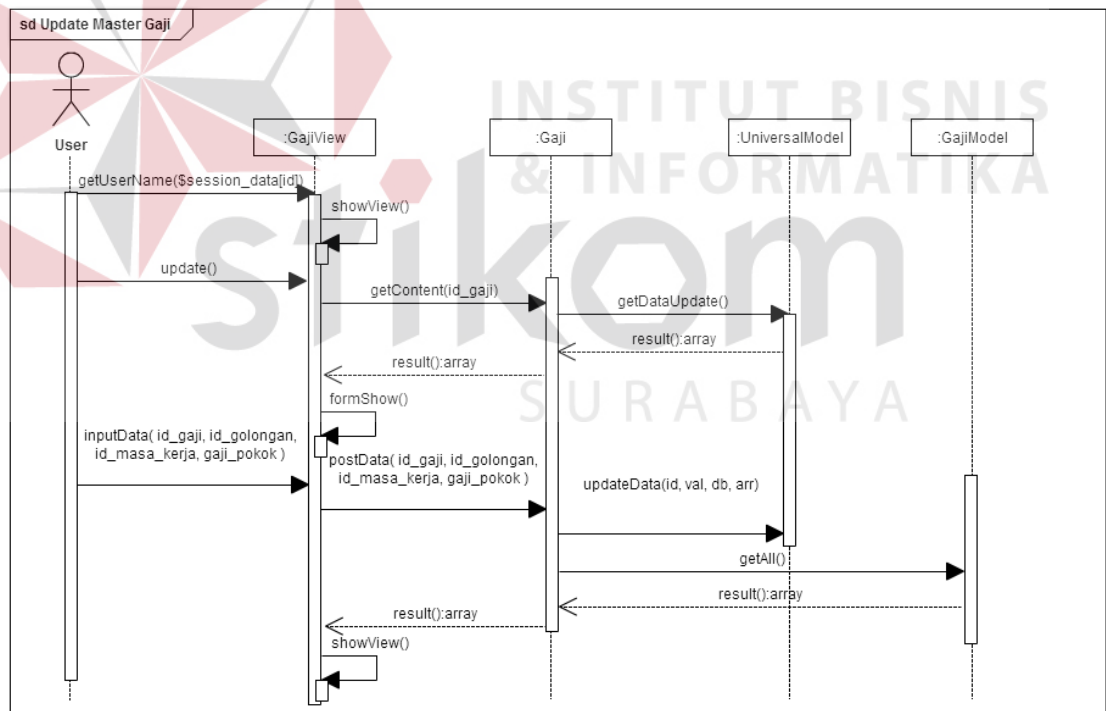 sd Update Master Gaji
INSTITUT BISNIS
& INFORMATIKA
stikom
SURABAYA
User
:GajiView
:Gaji
:UniversalModel
:GajiModel
getUserName($session_data[id])
showView()
update()
getContent(id_gaji)
getDataUpdate()
result():array
result():array
formShow()
inputData( id_gaji, id_golongan,
id_masa_kerja, gaji_pokok )
postData( id_gaji, id_golongan,
id_masa_kerja, gaji_pokok )
updateData(id, val, db, arr)
getAll()
result():array
result():array
showView()